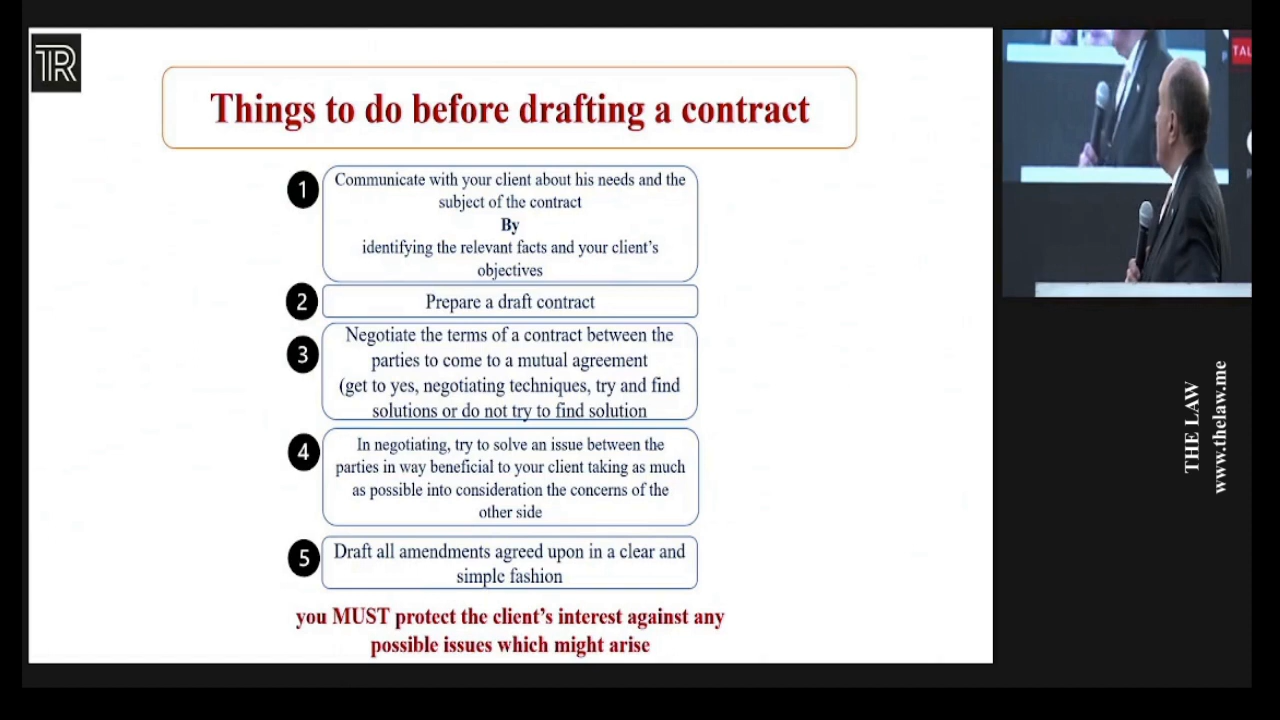 TR
Things to do before drafting a contract
1
Communicate with your client about his needs and the
subject of the contract
By
identifying the relevant facts and your client's
objectives
2
Prepare a draft contract
3
Negotiate the terms of a contract between the
parties to come to a mutual agreement
(get to yes, negotiating techniques, try and find
solutions or do not try to find solution
4
In negotiating, try to solve an issue between the
parties in way beneficial to your client taking as much
as possible into consideration the concerns of the
other side
5
Draft all amendments agreed upon in a clear and
simple fashion
you MUST protect the client's interest against any
possible issues which might arise
TAL
THE LAW
www.thelaw.me